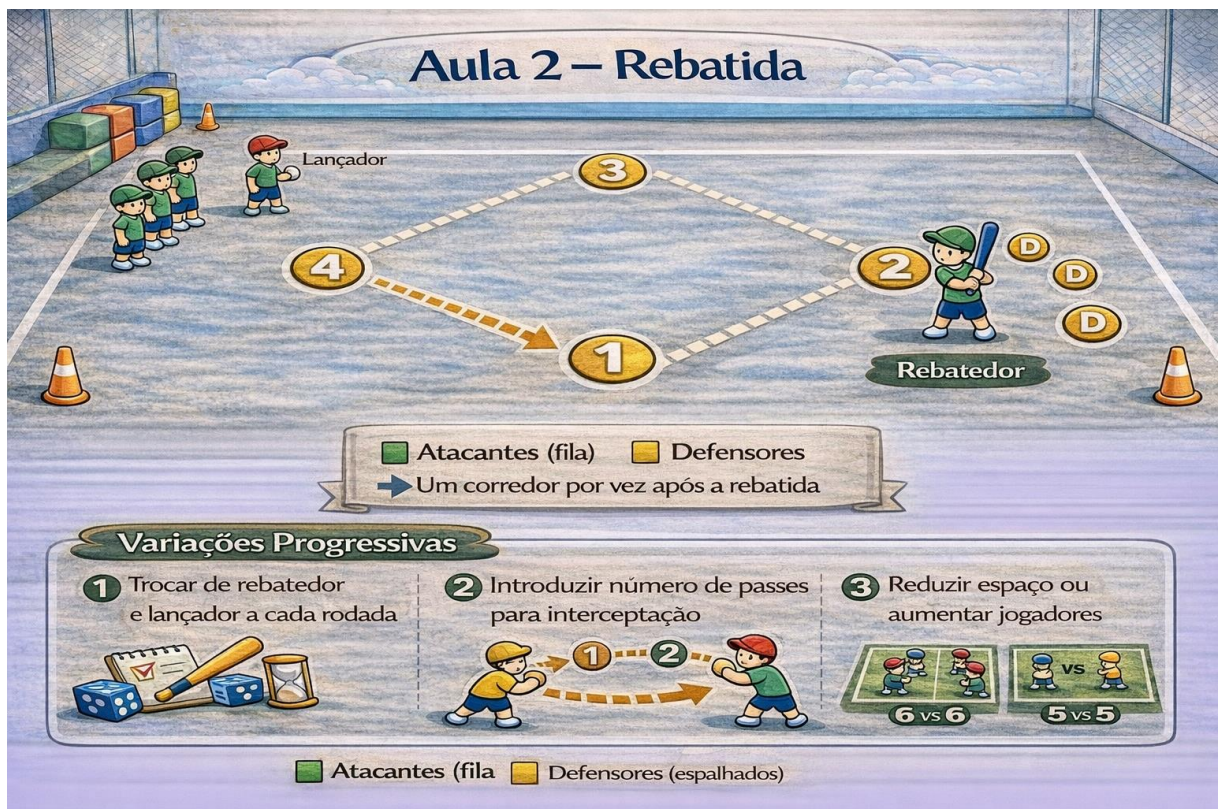 Aula 2 – Rebatida
Lançador
3
4
2
D
D
D
1
Rebatedor
Atacantes (fila) Defensores
Um corredor por vez após a rebatida
Variações Progressivas
1 Trocar de rebatedor
e lançador a cada rodada
2 Introduzir número de passes
para interceptação
1 2
3 Reduzir espaço ou
aumentar jogadores
vs
6 vs 6
5 vs 5
Atacantes (fila Defensores (espalhados)